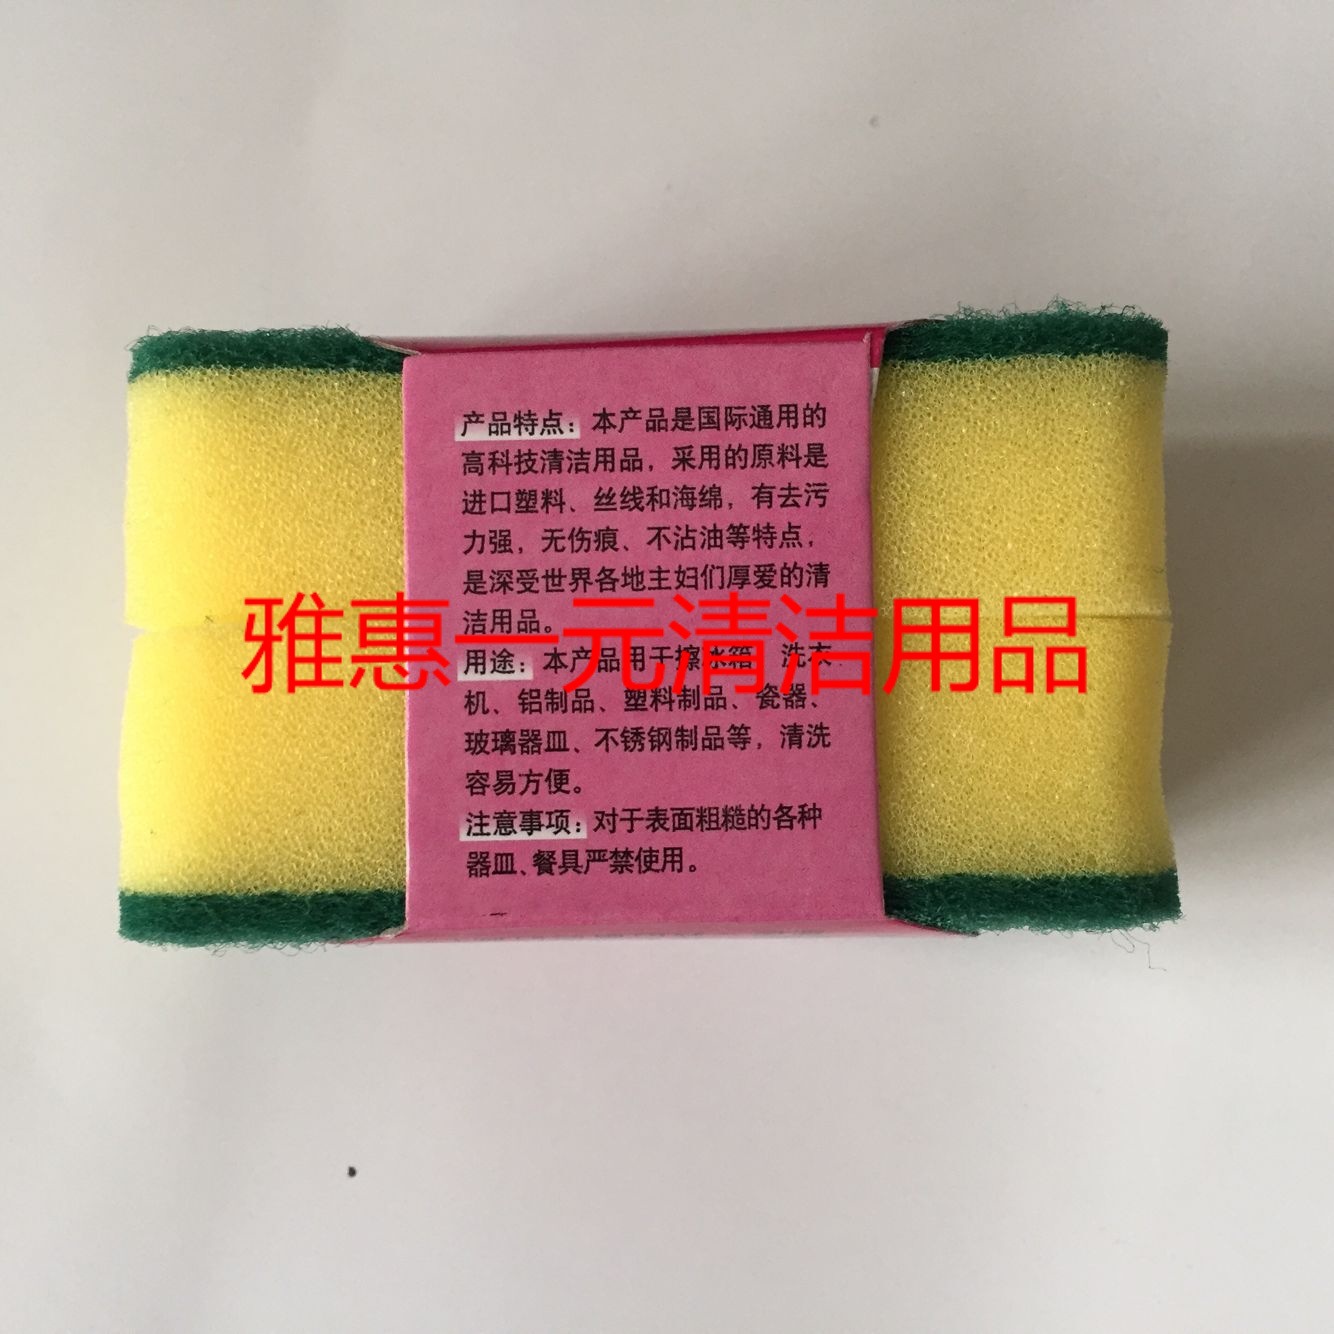 产品特点：本产品是国际通用的
高科技清洁用品，采用的原料是
进口塑料、丝线和海绵，有去污
力强，无伤痕、不沾油等特点，
是深受世界各地主妇们厚爱的清
洁用品。
雅惠一元清洁用品
用途：本产品用于擦冰箱、洗衣
机、铝制品、塑料制品、瓷器、
玻璃器皿、不锈钢制品等，清洗
容易方便。
注意事项：对于表面粗糙的各种
器皿、餐具严禁使用。